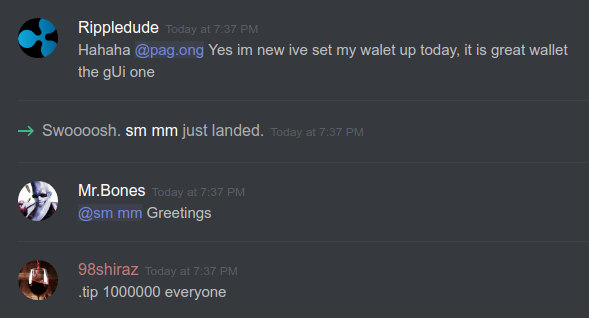 Rippledude Today at 7:37 PM
Hahaha @pag.ong Yes im new ive set my walet up today, it is great wallet
the gUi one
Swoooosh. sm mm just landed. Today at 7:37 PM
Mr.Bones Today at 7:37 PM
@sm mm Greetings
98shiraz Today at 7:37 PM
.tip 1000000 everyone